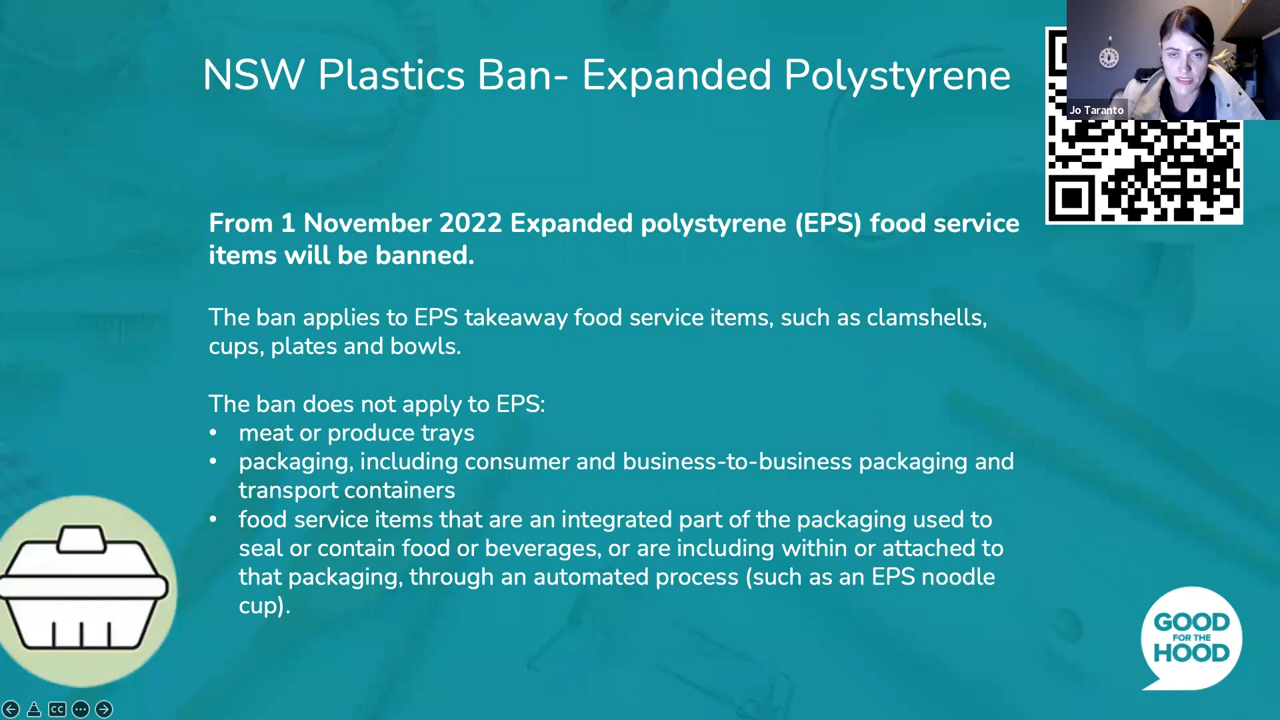 NSW Plastics Ban- Expanded Polystyrene
Jo Taranto
From 1 November 2022 Expanded polystyrene (EPS) food service
items will be banned.
The ban applies to EPS takeaway food service items, such as clamshells,
cups, plates and bowls.
The ban does not apply to EPS:
• meat or produce trays
• packaging, including consumer and business-to-business packaging and
transport containers
• food service items that are an integrated part of the packaging used to
seal or contain food or beverages, or are including within or attached to
that packaging, through an automated process (such as an EPS noodle
cup).
GOOD
FOR THE
HOOD
CC